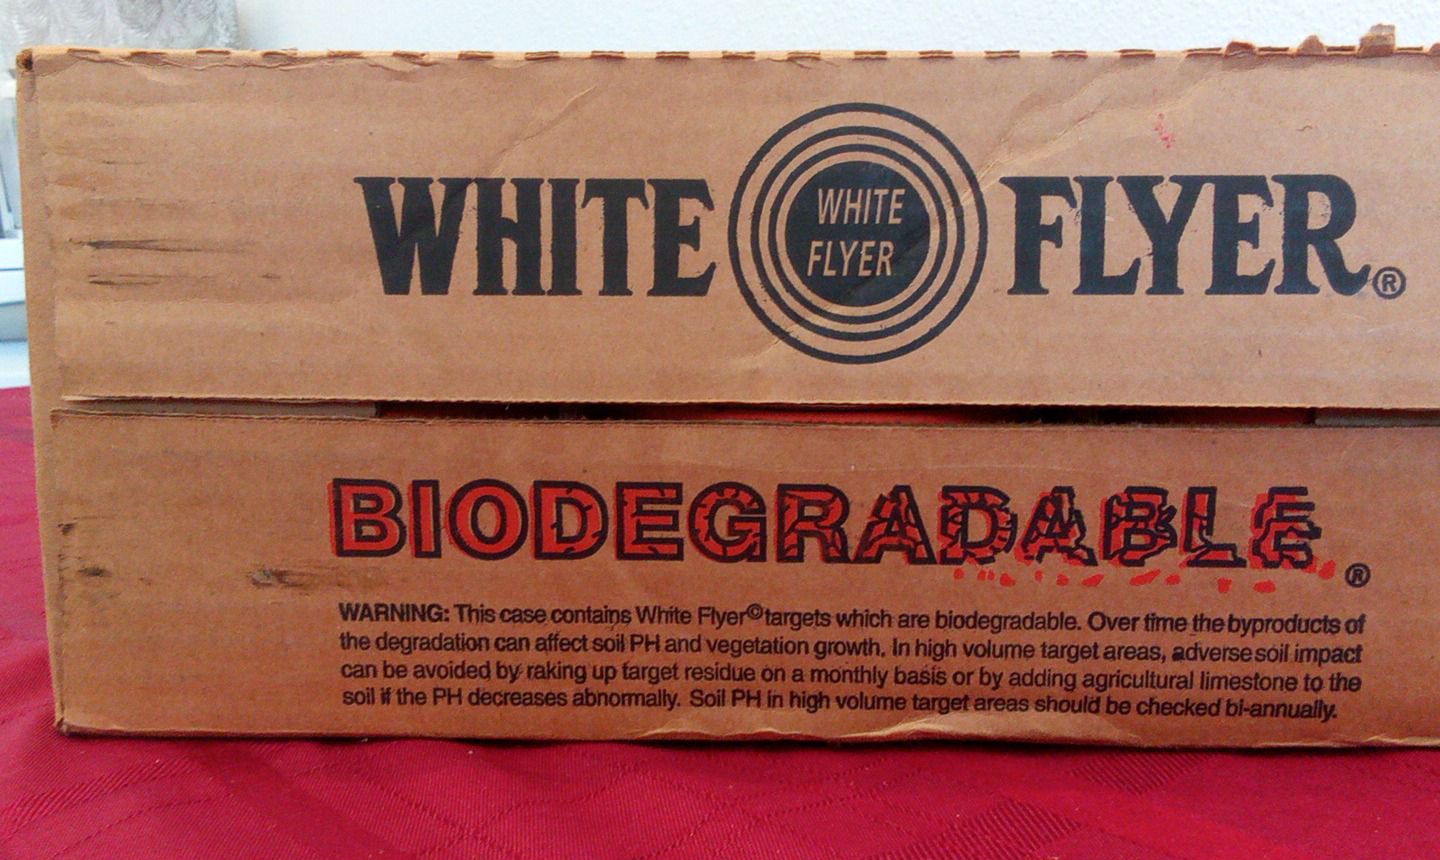 WHITE WHITE FLYER FLYER®
BIODEGRADABLE®
WARNING: This case contains White Flyer© targets which are biodegradable. Over time the byproducts of
the degradation can affect soil PH and vegetation growth. In high volume target areas, adverse soil impact
can be avoided by raking up target residue on a monthly basis or by adding agricultural limestone to the
soil if the PH decreases abnormally. Soil PH in high volume target areas should be checked bi-annually.